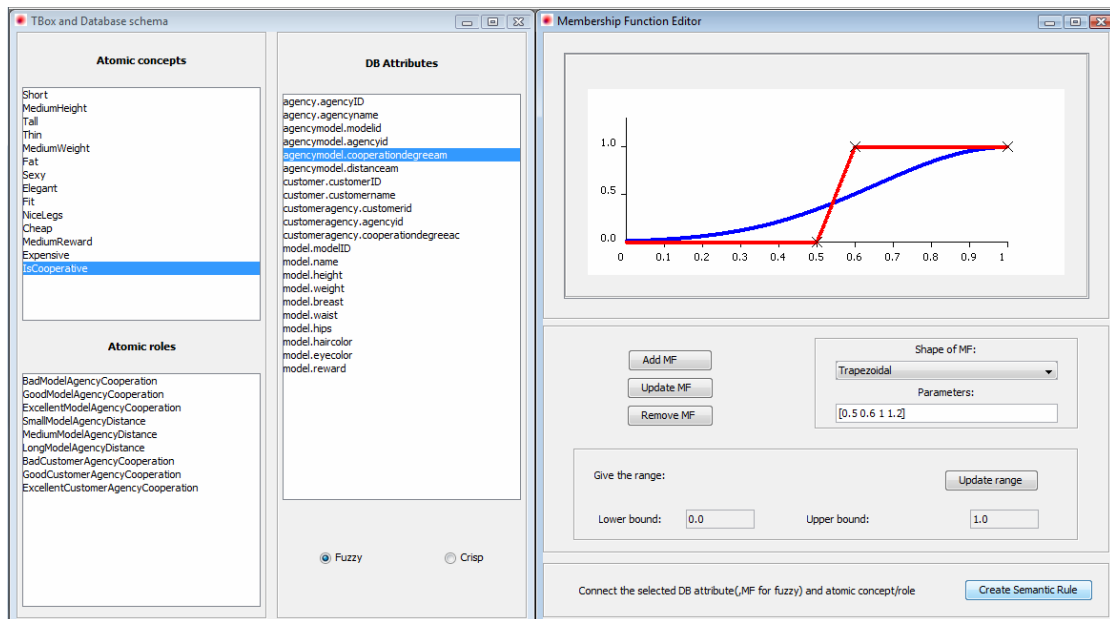 TBox and Database schema
Atomic concepts
Short
MediumHeight
Tall
Thin
MediumWeight
Fat
Sexy
Elegant
Fit
NiceLegs
Cheap
MediumReward
Expensive
IsCooperative
Atomic roles
BadModelAgencyCooperation
GoodModelAgencyCooperation
ExcellentModelAgencyCooperation
SmallModelAgencyDistance
MediumModelAgencyDistance
LongModelAgencyDistance
BadCustomerAgencyCooperation
GoodCustomerAgencyCooperation
ExcellentCustomerAgencyCooperation
DB Attributes
agency.agencyID
agency.agencyname
agencymodel.modelid
agencymodel.agencyid
agencymodel.cooperationdegreeam
agencymodel.distanceam
customer.customerID
customer.customername
customeragency.customerid
customeragency.agencyid
customeragency.cooperationdegreeac
model.modelID
model.name
model.height
model.weight
model.breast
model.waist
model.hips
model.haircolor
model.eyecolor
model.reward
Fuzzy
Crisp
Membership Function Editor
1.0
0.5
0.0
0 0.1 0.2 0.3 0.4 0.5 0.6 0.7 0.8 0.9 1
Add MF
Update MF
Remove MF
Shape of MF:
Trapezoidal
Parameters:
[0.5 0.6 1 1.2]
Give the range:
Update range
Lower bound: 0.0
Upper bound: 1.0
Connect the selected DB attribute(,MF for fuzzy) and atomic concept/role
Create Semantic Rule